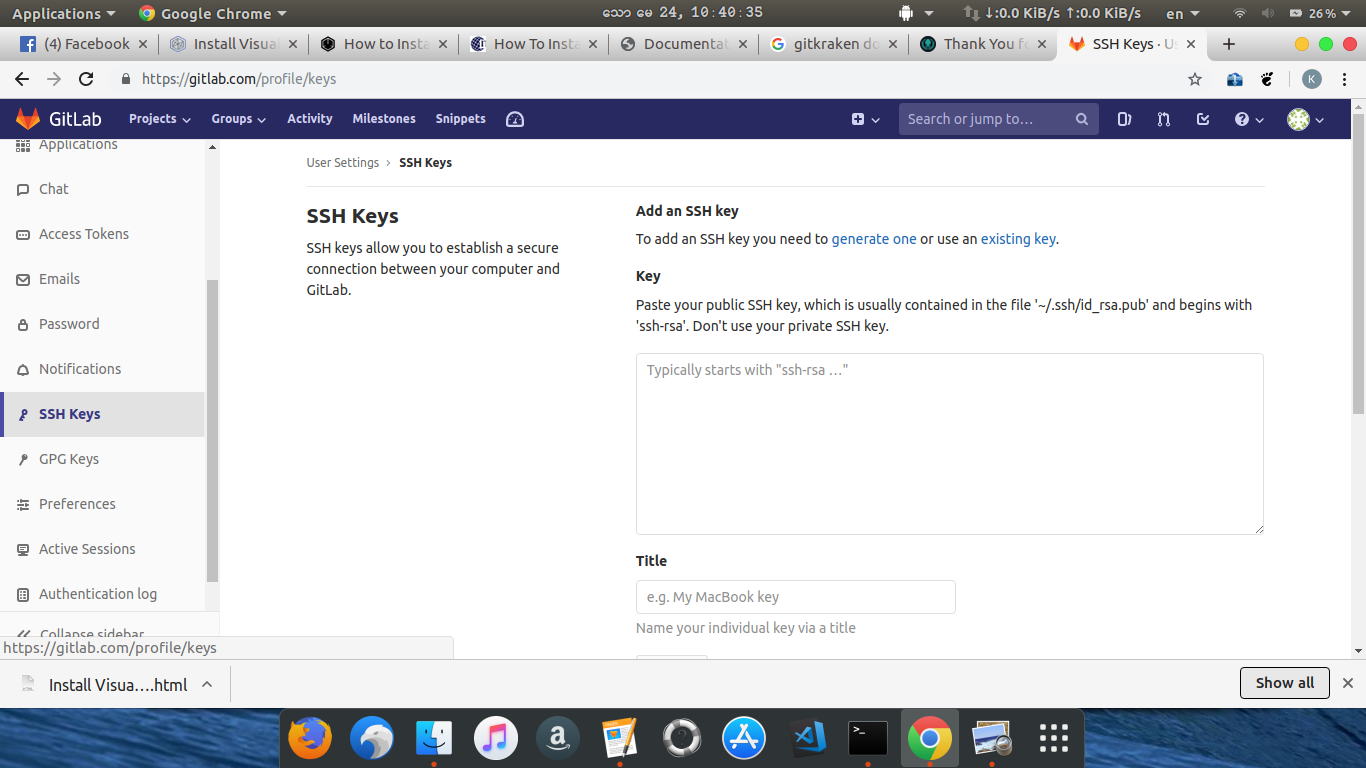 Applications
Google Chrome
သော မေ 24, 10:40:35
↓:0.0 KiB/s ↑:0.0 KiB/s
en
26%
(4) Facebook
Install Visua
How to Insta
How To Insta
Documentat
gitkraken do
Thank You fo
SSH Keys · Us
https://gitlab.com/profile/keys
K
GitLab
Projects
Groups
Activity
Milestones
Snippets
Search or jump to…
Applications
Chat
Access Tokens
Emails
Password
Notifications
SSH Keys
GPG Keys
Preferences
Active Sessions
Authentication log
Collapse sidebar
https://gitlab.com/profile/keys
User Settings › SSH Keys
SSH Keys
SSH keys allow you to establish a secure
connection between your computer and
GitLab.
Add an SSH key
To add an SSH key you need to generate one or use an existing key.
Key
Paste your public SSH key, which is usually contained in the file '~/.ssh/id_rsa.pub' and begins with
'ssh-rsa'. Don't use your private SSH key.
Typically starts with "ssh-rsa …"
Title
e.g. My MacBook key
Name your individual key via a title
Install Visua….html
Show all